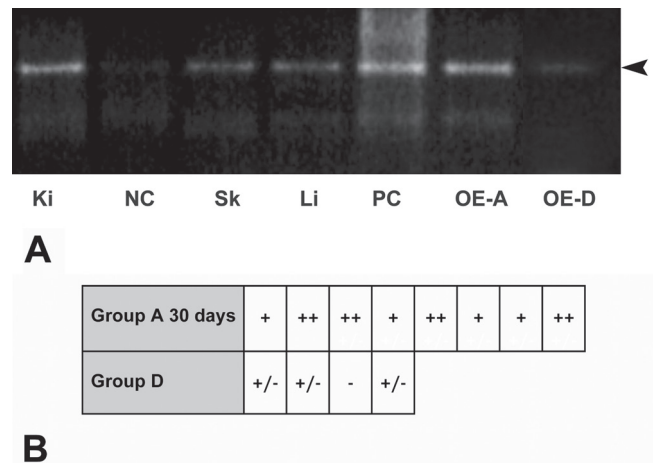 Ki NC Sk Li PC OE-A OE-D
A
Group A 30 days + ++ ++ + ++ + + ++
Group D +/- +/- - +/-
B